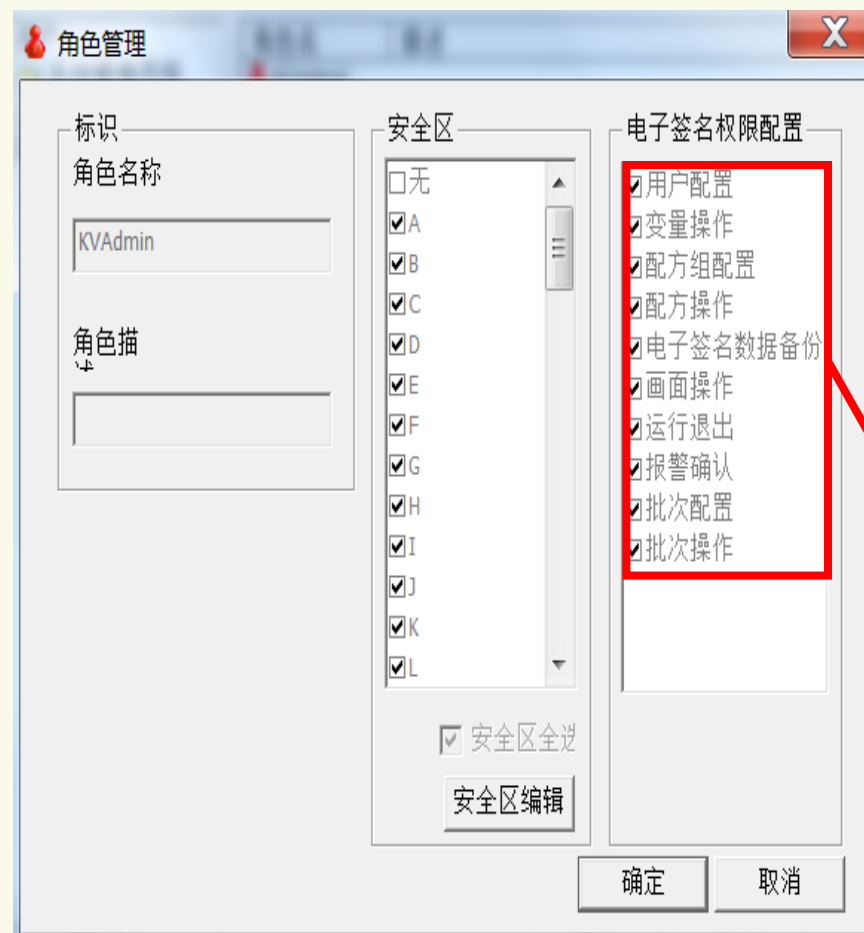 角色管理
标识
角色名称
KVAdmin
角色描
安全区
无
A
B
C
D
E
F
G
H
I
J
K
L
安全区全选
安全区编辑
电子签名权限配置
用户配置
变量操作
配方组配置
配方操作
电子签名数据备份
画面操作
运行退出
报警确认
批次配置
批次操作
确定
取消